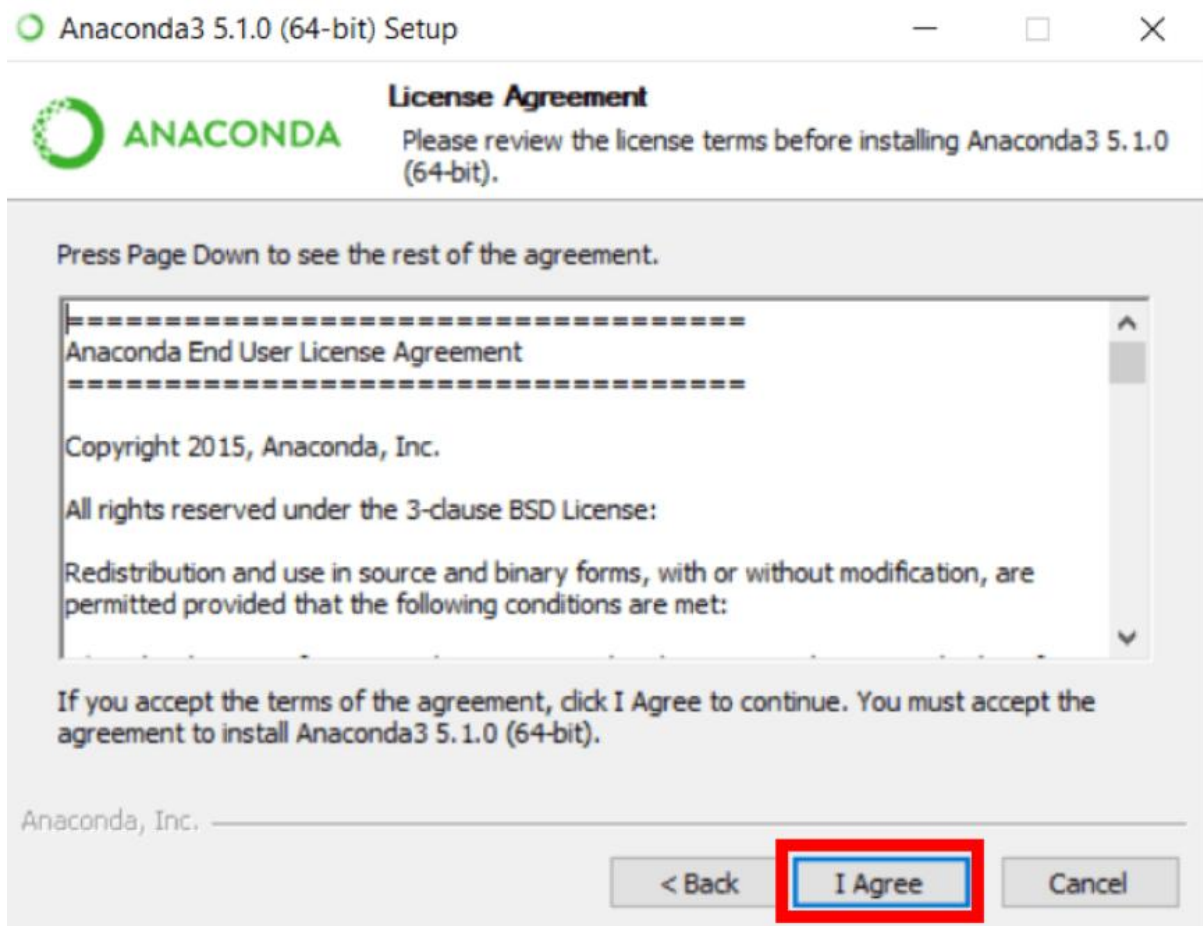 Anaconda3 5.1.0 (64-bit) Setup
ANACONDA
License Agreement
Please review the license terms before installing Anaconda3 5.1.0
(64-bit).
Press Page Down to see the rest of the agreement.
===================================
Anaconda End User License Agreement
===================================
Copyright 2015, Anaconda, Inc.
All rights reserved under the 3-clause BSD License:
Redistribution and use in source and binary forms, with or without modification, are
permitted provided that the following conditions are met:
If you accept the terms of the agreement, click I Agree to continue. You must accept the
agreement to install Anaconda3 5.1.0 (64-bit).
Anaconda, Inc.
< Back
I Agree
Cancel